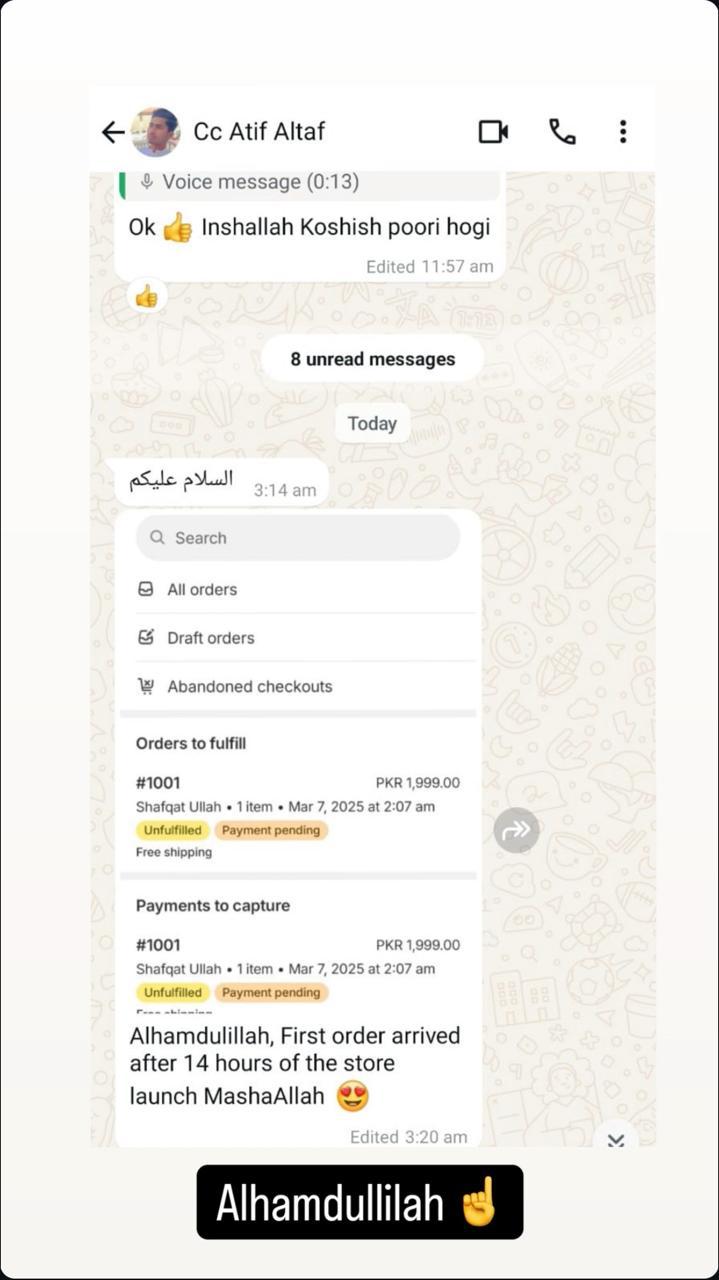 Cc Atif Altaf
Voice message (0:13)
Ok 👍 Inshallah Koshish poori hogi
Edited 11:57 am
👍
8 unread messages
Today
السلام عليكم
3:14 am
Search
All orders
Draft orders
Abandoned checkouts
Orders to fulfill
#1001 PKR 1,999.00
Shafqat Ullah • 1 item • Mar 7, 2025 at 2:07 am
Unfulfilled Payment pending
Free shipping
Payments to capture
#1001 PKR 1,999.00
Shafqat Ullah • 1 item • Mar 7, 2025 at 2:07 am
Unfulfilled Payment pending
Alhamdulillah, First order arrived
after 14 hours of the store
launch MashaAllah 😍
Edited 3:20 am
Alhamdullilah ☝️